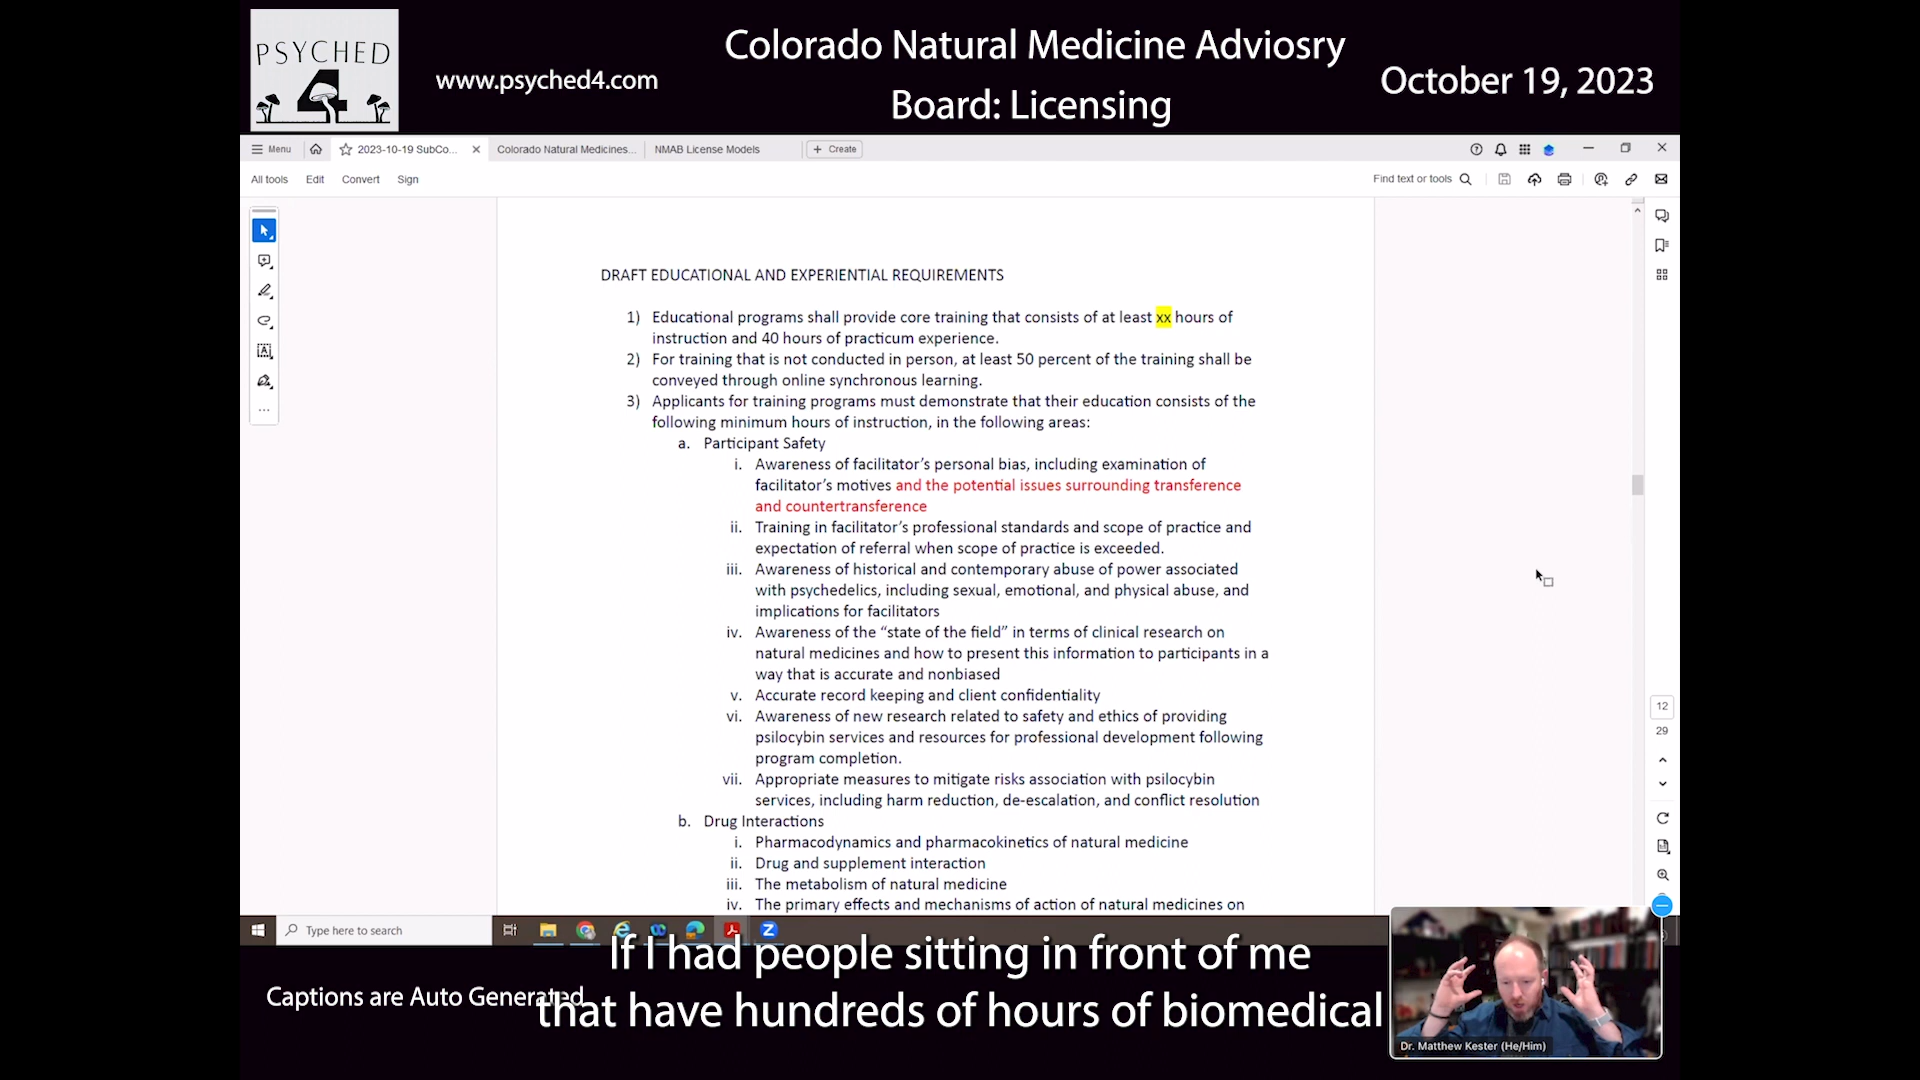 PSYCHED
4
www.psyched4.com
Colorado Natural Medicine Adviosry
Board: Licensing
October 19, 2023
Menu
2023-10-19 SubCo...
Colorado Natural Medicines...
NMAB License Models
+ Create
All tools
Edit
Convert
Sign
Find text or tools
DRAFT EDUCATIONAL AND EXPERIENTIAL REQUIREMENTS
1) Educational programs shall provide core training that consists of at least xx hours of
instruction and 40 hours of practicum experience.
2) For training that is not conducted in person, at least 50 percent of the training shall be
conveyed through online synchronous learning.
3) Applicants for training programs must demonstrate that their education consists of the
following minimum hours of instruction, in the following areas:
a. Participant Safety
i. Awareness of facilitator's personal bias, including examination of
facilitator's motives and the potential issues surrounding transference
and countertransference
ii. Training in facilitator's professional standards and scope of practice and
expectation of referral when scope of practice is exceeded.
iii. Awareness of historical and contemporary abuse of power associated
with psychedelics, including sexual, emotional, and physical abuse, and
implications for facilitators
iv. Awareness of the “state of the field” in terms of clinical research on
natural medicines and how to present this information to participants in a
way that is accurate and nonbiased
v. Accurate record keeping and client confidentiality
vi. Awareness of new research related to safety and ethics of providing
psilocybin services and resources for professional development following
program completion.
vii. Appropriate measures to mitigate risks association with psilocybin
services, including harm reduction, de-escalation, and conflict resolution
b. Drug Interactions
i. Pharmacodynamics and pharmacokinetics of natural medicine
ii. Drug and supplement interaction
iii. The metabolism of natural medicine
iv. The primary effects and mechanisms of action of natural medicines on
12
29
Type here to search
If I had people sitting in front of me
that have hundreds of hours of biomedical
Captions are Auto Generated
Dr. Matthew Kester (He/Him)